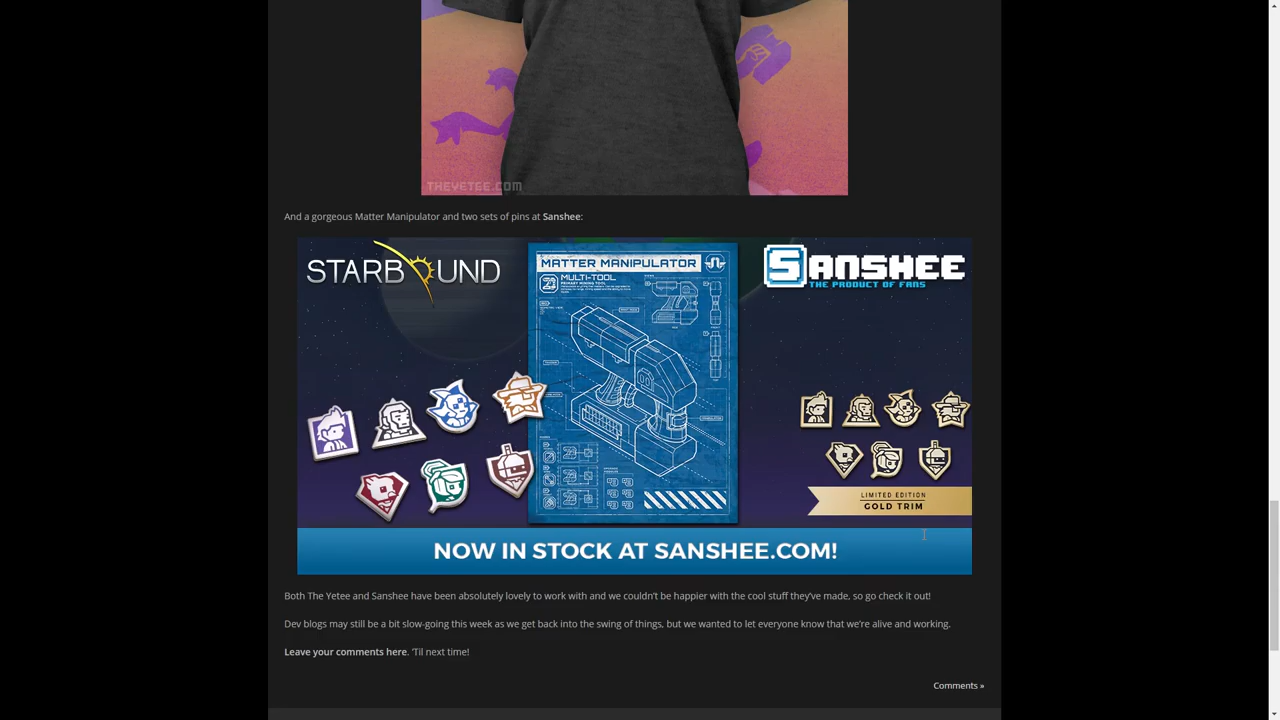 THEYETEE.COM
And a gorgeous Matter Manipulator and two sets of pins at Sanshee:
STARBOUND
MATTER MANIPULATOR
MULTI-TOOL
PRIMARY MINING TOOL
SANSHEE
THE PRODUCT OF FANS
LIMITED EDITION
GOLD TRIM
NOW IN STOCK AT SANSHEE.COM!
Both The Yetee and Sanshee have been absolutely lovely to work with and we couldn't be happier with the cool stuff they've made, so go check it out!
Dev blogs may still be a bit slow-going this week as we get back into the swing of things, but we wanted to let everyone know that we're alive and working.
Leave your comments here. 'Til next time!
Comments »